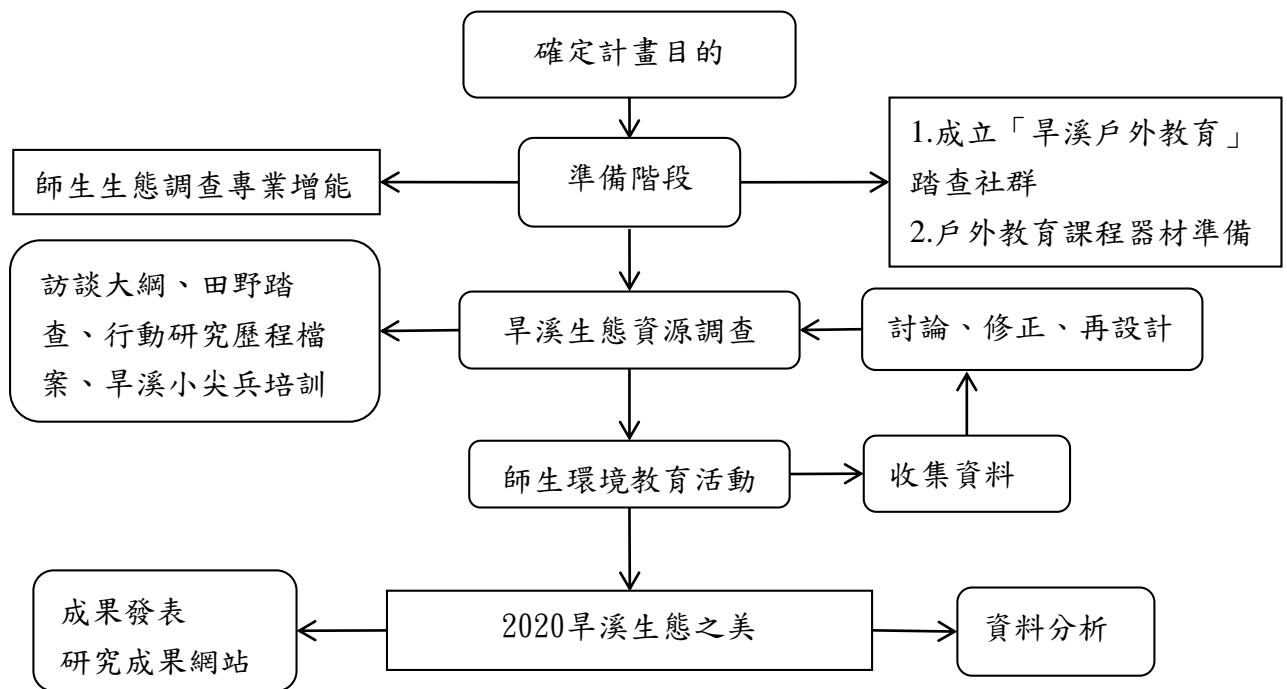 確定計畫目的
師生生態調查專業增能
準備階段
1.成立「旱溪戶外教育」
踏查社群
2.戶外教育課程器材準備
訪談大綱、田野踏
查、行動研究歷程檔
案、旱溪小尖兵培訓
旱溪生態資源調查
討論、修正、再設計
師生環境教育活動
收集資料
成果發表
研究成果網站
2020旱溪生態之美
資料分析